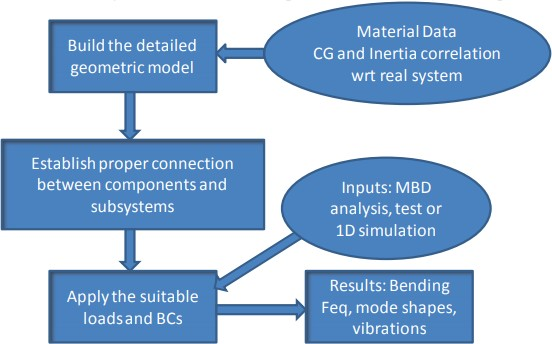 Build the detailed
geometric model
Material Data
CG and Inertia correlation
wrt real system
Establish proper connection
between components and
subsystems
Inputs: MBD
analysis, test or
1D simulation
Apply the suitable
loads and BCs
Results: Bending
Feq, mode shapes,
vibrations